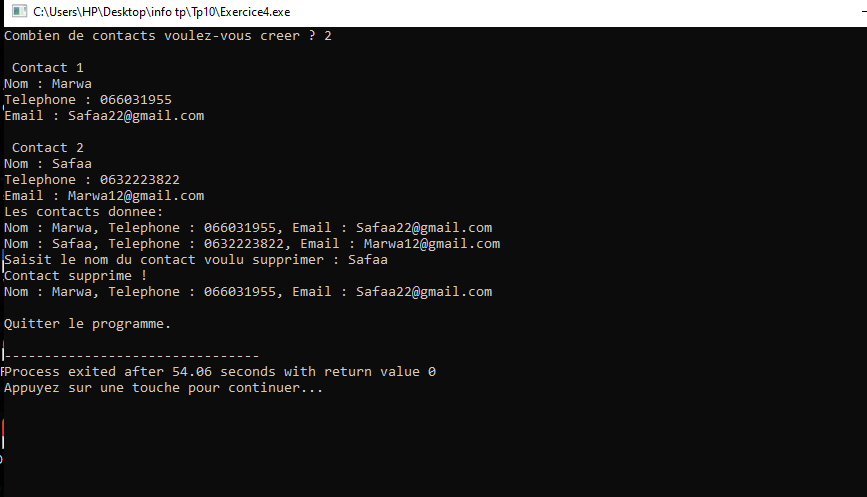 C:\Users\HP\Desktop\info tp\Tp10\Exercice4.exe
Combien de contacts voulez-vous creer ? 2
Contact 1
Nom : Marwa
Telephone : 066031955
Email : Safaa22@gmail.com
Contact 2
Nom : Safaa
Telephone : 0632223822
Email : Marwa12@gmail.com
Les contacts donnee:
Nom : Marwa, Telephone : 066031955, Email : Safaa22@gmail.com
Nom : Safaa, Telephone : 0632223822, Email : Marwa12@gmail.com
Saisit le nom du contact voulu supprimer : Safaa
Contact supprime !
Nom : Marwa, Telephone : 066031955, Email : Safaa22@gmail.com
Quitter le programme.
--------------------------------
Process exited after 54.06 seconds with return value 0
Appuyez sur une touche pour continuer...